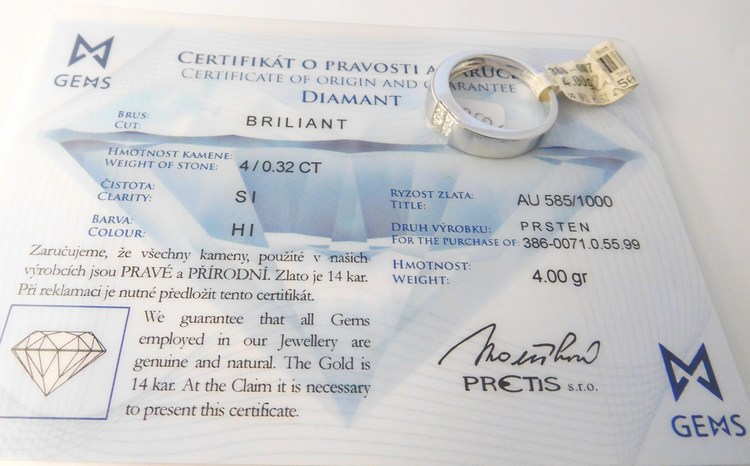 GEMS
CERTIFIKÁT O PRAVOSTI A
CERTIFICATE OF ORIGIN AND GUARANTEE
DIAMANT
BRUS:
CUT: BRILIANT
HMOTNOST KAMENE:
WEIGHT OF STONE: 4 / 0.32 CT
ČISTOTA:
CLARITY: SI
BARVA:
COLOUR: HI
RYZOST ZLATA:
TITLE: AU 585/1000
DRUH VÝROBKU: PRSTEN
FOR THE PURCHASE OF: 386-0071.0.55.99
HMOTNOST:
WEIGHT: 4.00 gr
Zaručujeme, že všechny kameny, použité v našich
výrobcích jsou PRAVÉ a PŘÍRODNÍ. Zlato je 14 kar.
Při reklamaci je nutné předložit tento certifikát.
We guarantee that all Gems
employed in our Jewellery are
genuine and natural. The Gold is
14 kar. At the Claim it is necessary
to present this certificate.
PRETIS s.r.o.
GEMS